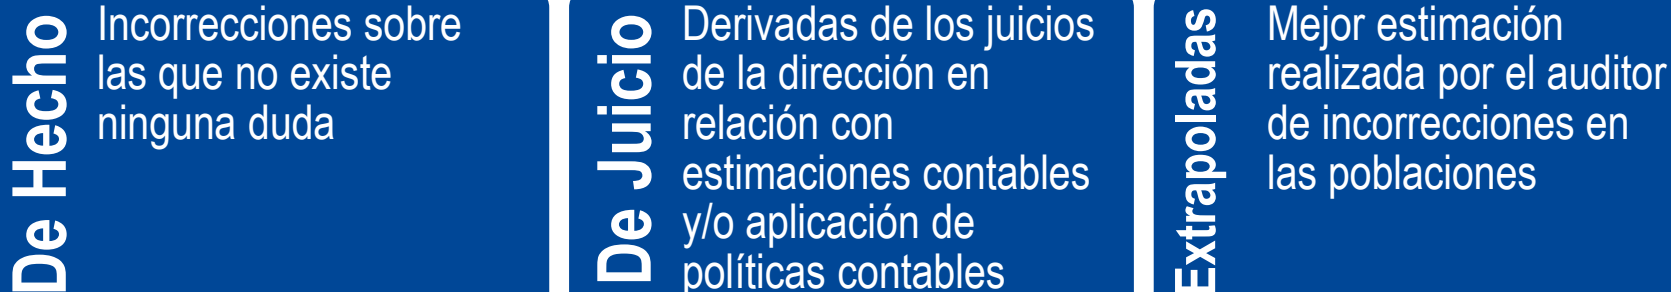 De Hecho
Incorrecciones sobre
las que no existe
ninguna duda
De Juicio
Derivadas de los juicios
de la dirección en
relación con
estimaciones contables
y/o aplicación de
políticas contables
Extrapoladas
Mejor estimación
realizada por el auditor
de incorrecciones en
las poblaciones